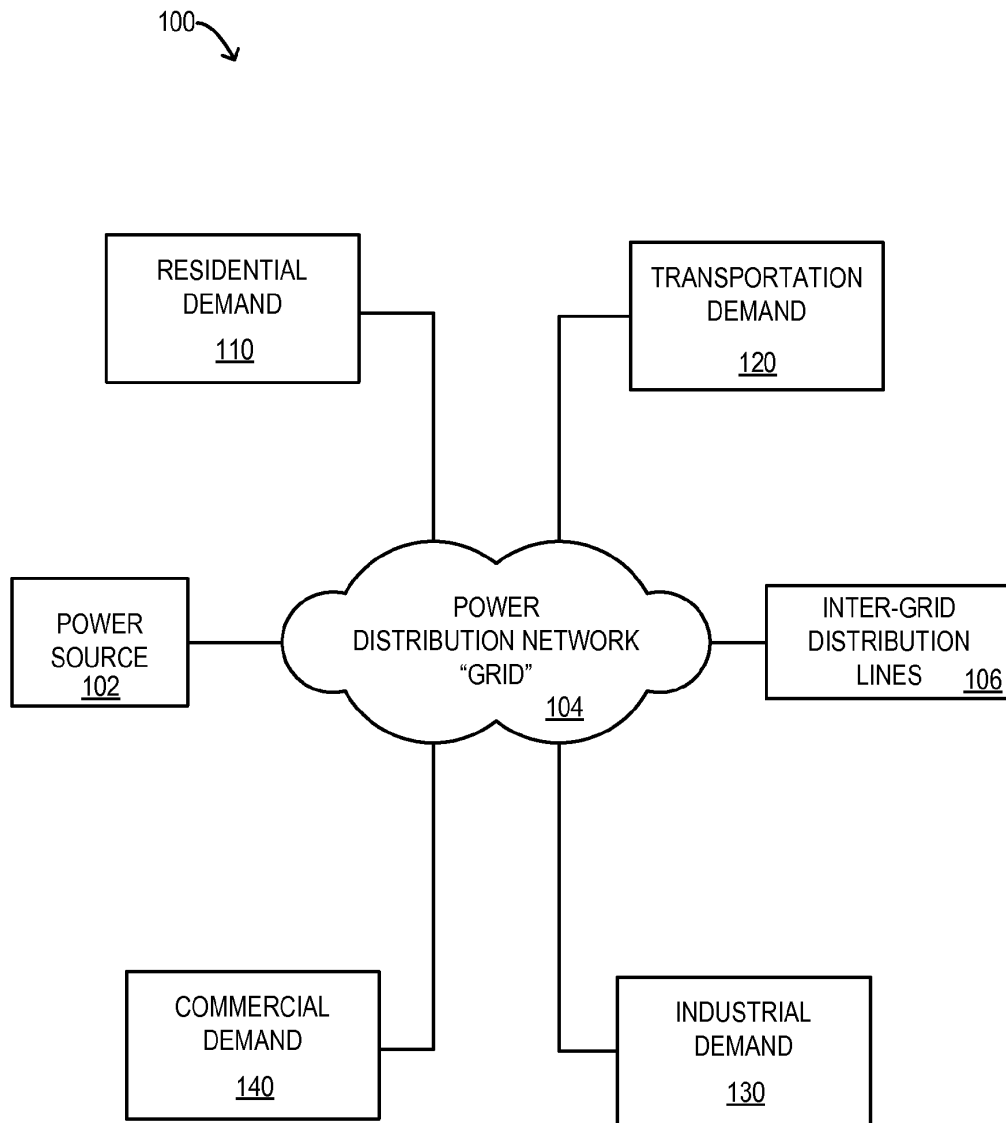 100
RESIDENTIAL
DEMAND
110
TRANSPORTATION
DEMAND
120
POWER
SOURCE
102
POWER
DISTRIBUTION NETWORK
“GRID”
104
INTER-GRID
DISTRIBUTION
LINES 106
COMMERCIAL
DEMAND
140
INDUSTRIAL
DEMAND
130